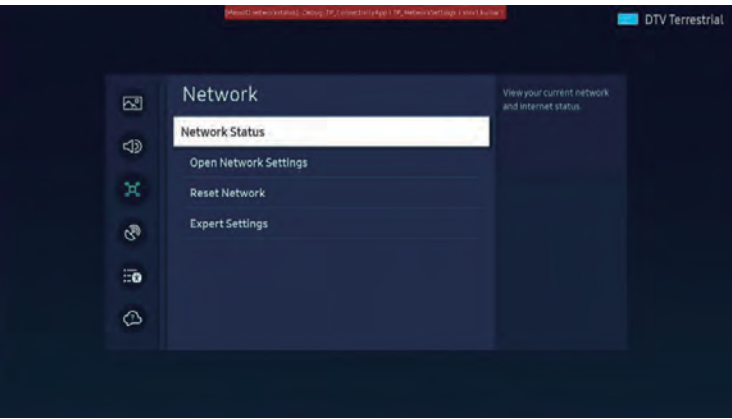 DTV Terrestrial
Network
View your current network
and internet status.
Network Status
Open Network Settings
Reset Network
Expert Settings